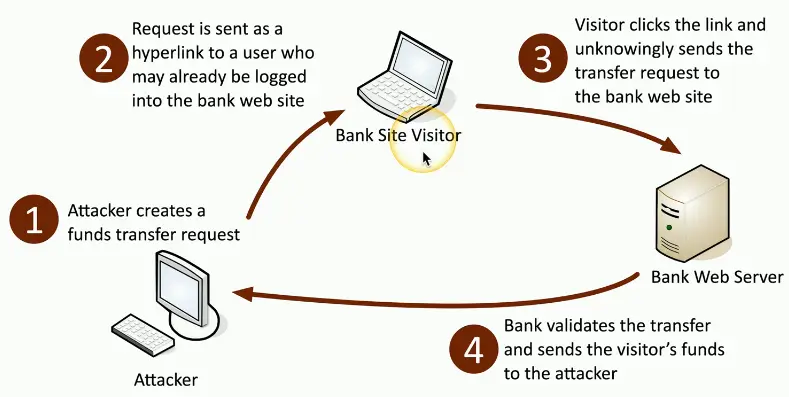 2
Request is sent as a
hyperlink to a user who
may already be logged
into the bank web site
3
Visitor clicks the link and
unknowingly sends the
transfer request to
the bank web site
Bank Site Visitor
1
Attacker creates a
funds transfer request
Bank Web Server
4
Bank validates the transfer
and sends the visitor's funds
to the attacker
Attacker